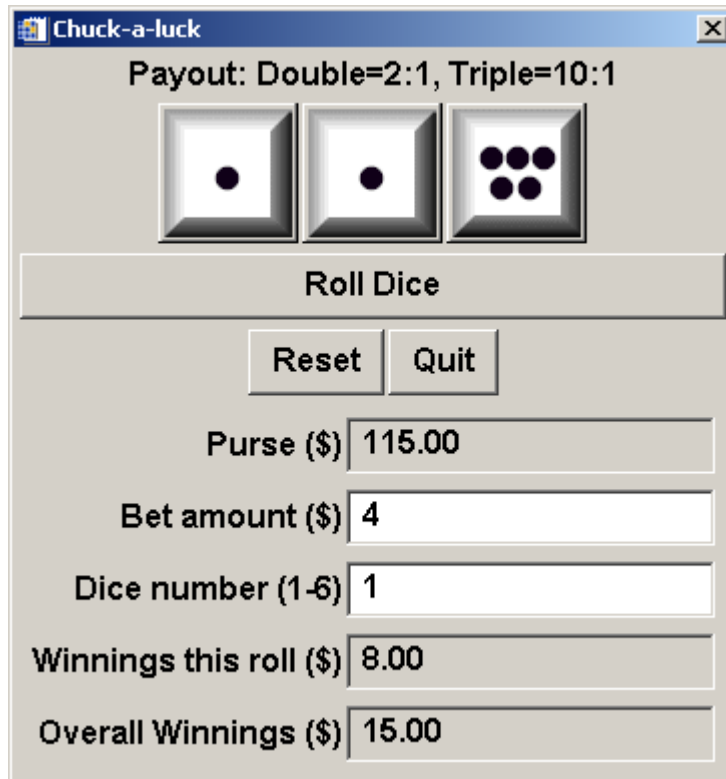 Chuck-a-luck
Payout: Double=2:1, Triple=10:1
Roll Dice
Reset Quit
Purse ($) 115.00
Bet amount ($) 4
Dice number (1-6) 1
Winnings this roll ($) 8.00
Overall Winnings ($) 15.00